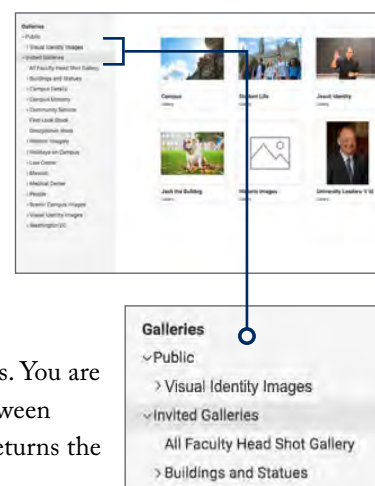 Galleries
Public
Visual Identity Images
Invited Galleries
All Faculty Head Shot Gallery
Buildings and Statues
Campus Details
Campus Ministry
Community Service
First Look Book
Georgetown
Historic Imagery
Holidays on Campus
Law Center
Mascot
Medical Center
People
Scenic Campus Images
Visual Identity Images
Washington DC
Campus
Student Life
Jesuit Identity
Jack the Bulldog
Historic Images
University Leaders
s. You are
ween
eturns the
Galleries
Public
Visual Identity Images
Invited Galleries
All Faculty Head Shot Gallery
Buildings and Statues